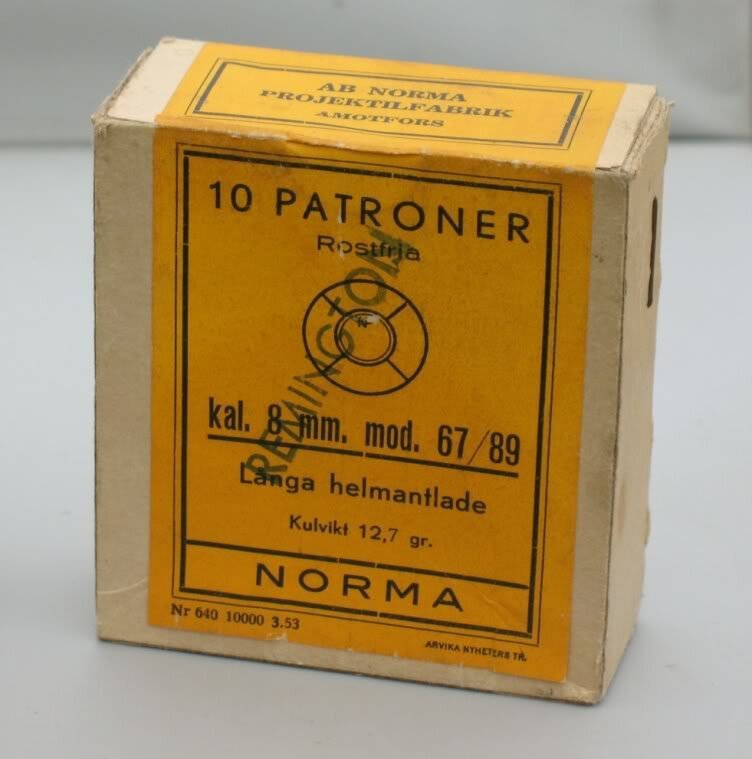 AB NORMA
PROJEKTILFABRIK
AMOTFORS
10 PATRONER
Rostfria
REMINGTON
N
kal. 8 mm. mod. 67/89
Långa helmantlade
Kulvikt 12,7 gr.
NORMA
Nr 640 10000 3.53
ARVIKA NYHETERS TR.